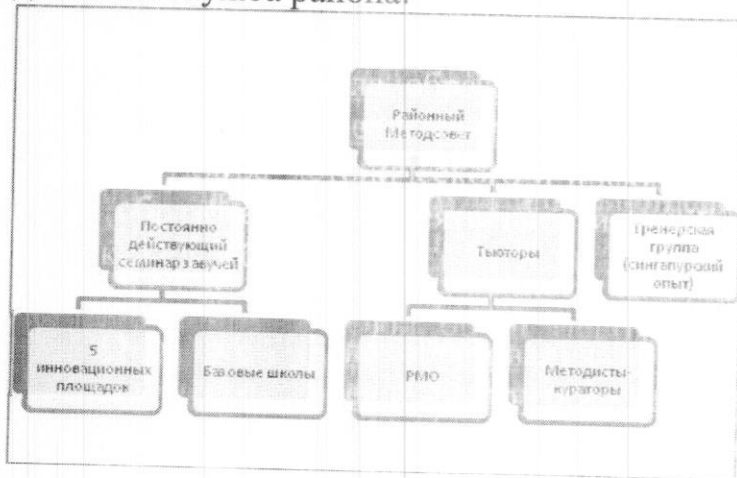 района.
Районный
Методсовет
Постоянно
действующий
семинар завучей
Тьюторы
Тренерская
группа
(сингапурский
опыт)
5
инновационных
площадок
Базовые школы
РМО
Методисты-
кураторы